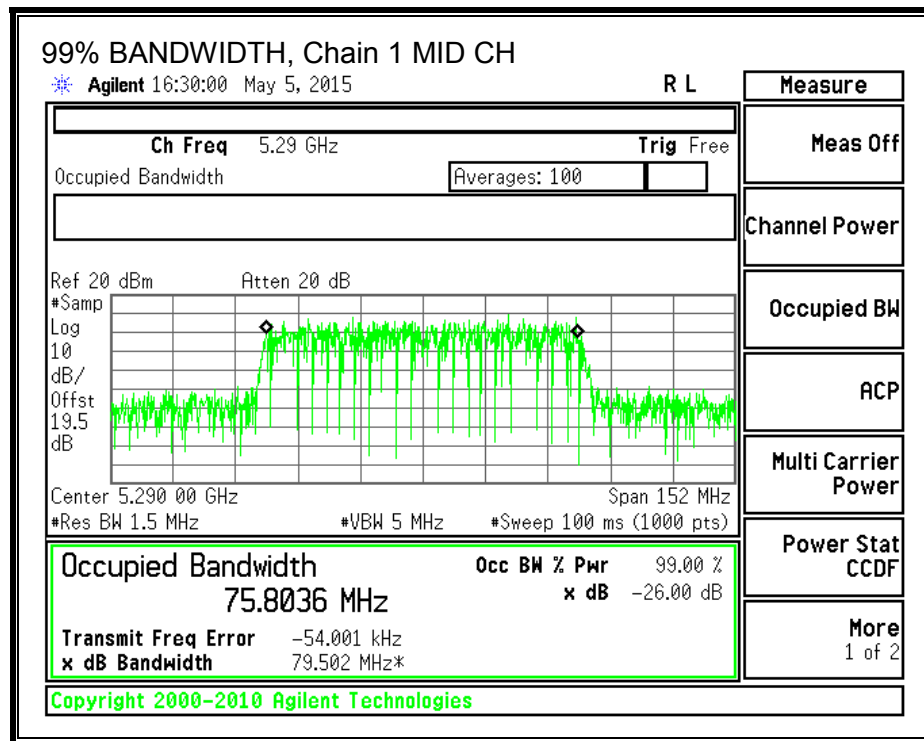 99% BANDWIDTH, Chain 1 MID CH
Agilent 16:30:00 May 5, 2015 R L
Measure
Ch Freq 5.29 GHz Trig Free
Meas Off
Occupied Bandwidth Averages: 100
Channel Power
Ref 20 dBm Atten 20 dB
#Samp
Log
10
dB/
Offst
19.5
dB
Occupied BW
ACP
Multi Carrier
Power
Center 5.290 00 GHz Span 152 MHz
#Res BW 1.5 MHz #VBW 5 MHz #Sweep 100 ms (1000 pts)
Power Stat
CCDF
Occupied Bandwidth Occ BW % Pwr 99.00 %
75.8036 MHz x dB -26.00 dB
Transmit Freq Error -54.001 kHz
x dB Bandwidth 79.502 MHz*
More
1 of 2
Copyright 2000-2010 Agilent Technologies